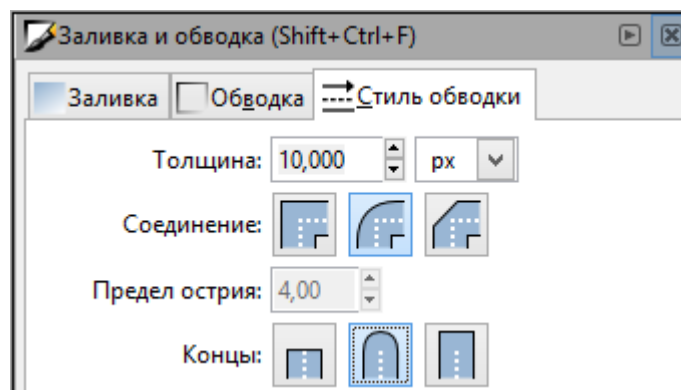 Заливка и обводка (Shift+Ctrl+F)
Заливка Обводка Стиль обводки
Толщина: 10,000 px
Соединение:
Предел острия: 4,00
Концы: